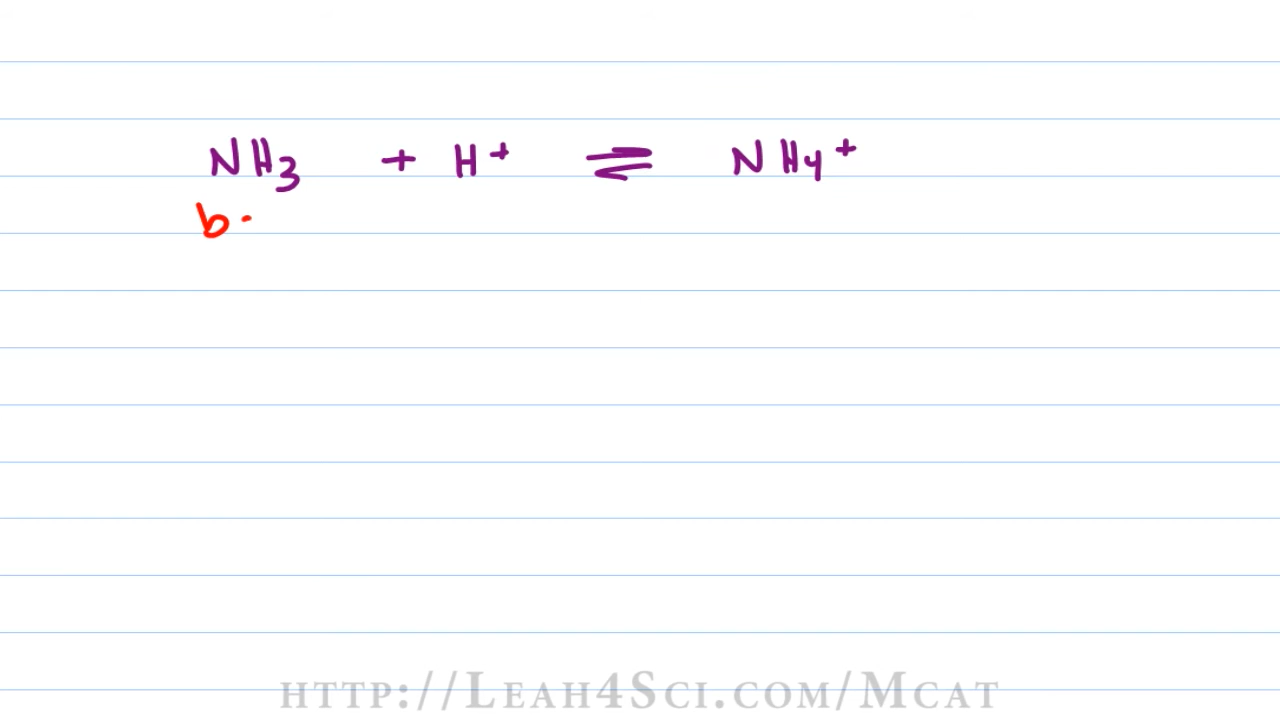 NH3 + H+ ⇌ NH4+
b
HTTP://LEAH4SCI.COM/MCAT